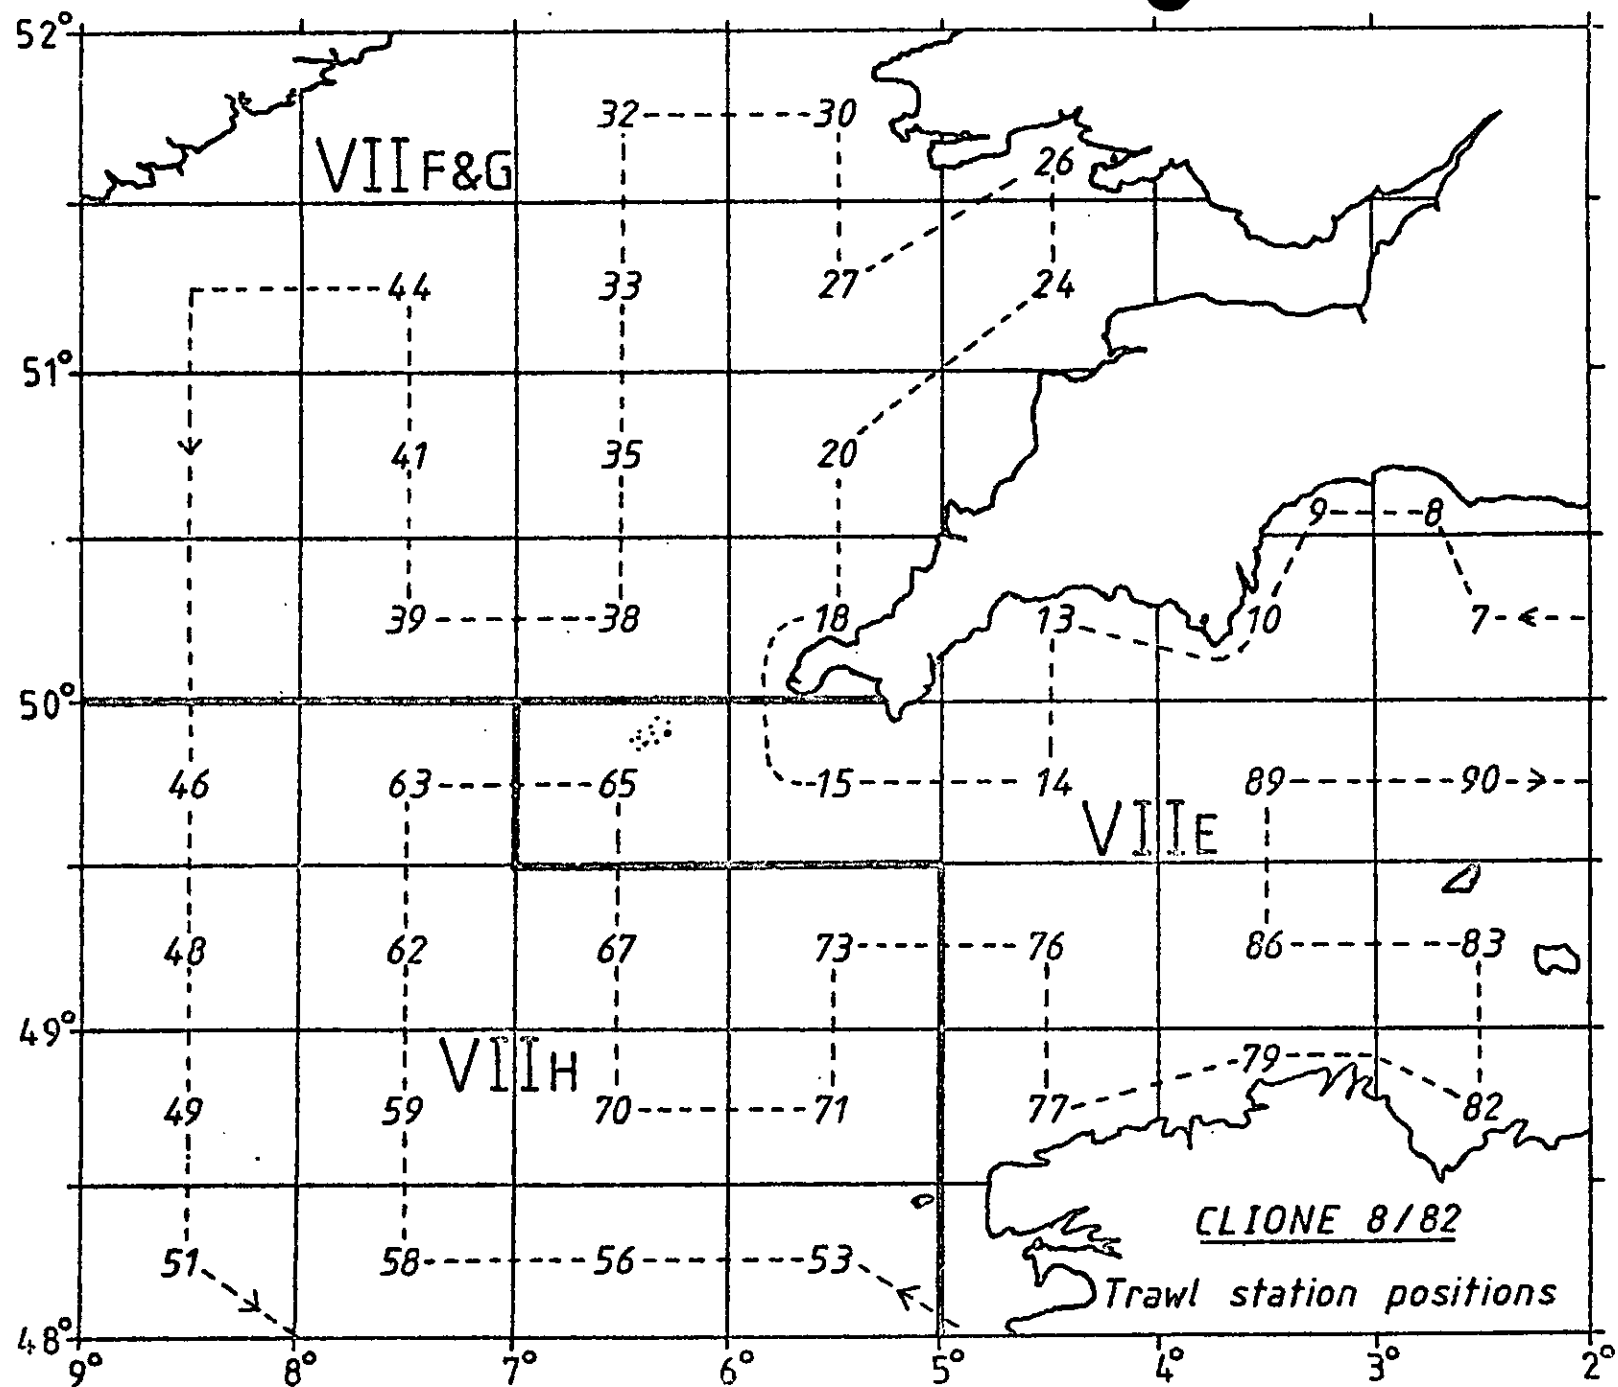 52°
32 30
VII F&G 26
44 33 27 24
51°
41 35 20
9 8
39 38 18 13 10 7
50°
46 63 65 15 14 89 90
VII E
48 62 67 73 76 86 83
49°
VII H 79
49 59 70 71 77 82
CLIONE 8/82
51 58 56 53
Trawl station positions
48°
9° 8° 7° 6° 5° 4° 3° 2°